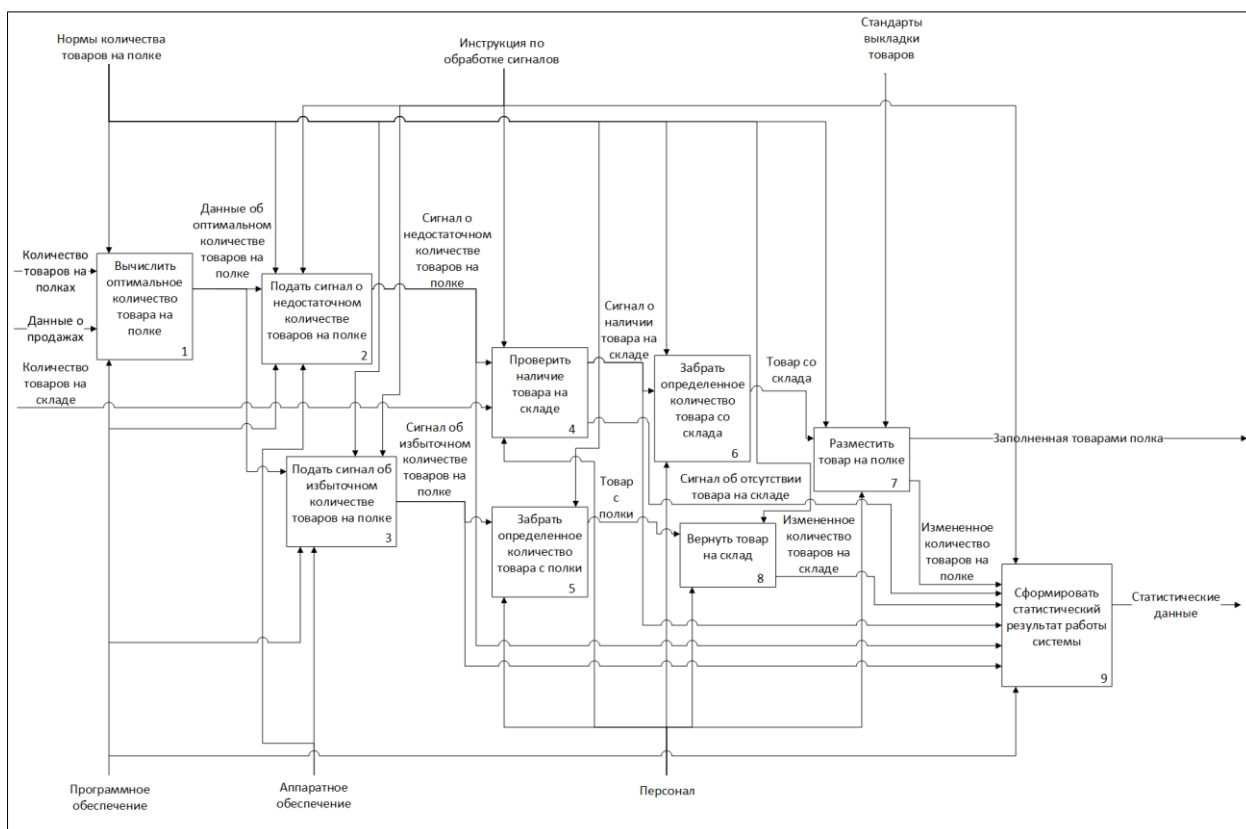 Нормы количества
товаров на полке
Инструкция по
обработке сигналов
Стандарты
выкладки
товаров
Количество
товаров на
полках
Данные о
продажах
Количество
товаров на
складе
Вычислить
оптимальное
количество
товара на
полке
1
Данные об
оптимальном
количестве
товаров на
полке
Подать сигнал о
недостаточном
количестве
товаров на полке
2
Сигнал о
недостаточном
количестве
товаров на
полке
Подать сигнал об
избыточном
количестве
товаров на полке
3
Сигнал об
избыточном
количестве
товаров на
полке
Проверить
наличие
товара на
складе
4
Сигнал о
наличии
товара на
складе
Забрать
определенное
количество
товара с полки
5
Товар
с
полки
Забрать
определенное
количество
товара со
склада
6
Товар со
склада
Сигнал об отсутствии
товара на складе
Разместить
товар на полке
7
Заполненная товарами полка
Вернуть товар
на склад
8
Измененное
количество
товаров на
складе
Измененное
количество
товаров на
полке
Сформировать
статистический
результат работы
системы
9
Статистические
данные
Программное
обеспечение
Аппаратное
обеспечение
Персонал